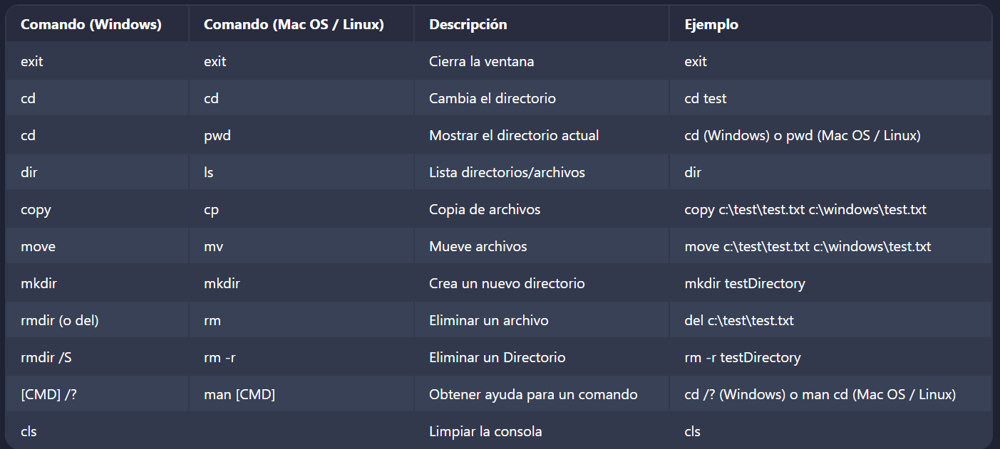 Comando (Windows) Comando (Mac OS / Linux) Descripción Ejemplo
exit exit Cierra la ventana exit
cd cd Cambia el directorio cd test
cd pwd Mostrar el directorio actual cd (Windows) o pwd (Mac OS / Linux)
dir ls Lista directorios/archivos dir
copy cp Copia de archivos copy c:\test\test.txt c:\windows\test.txt
move mv Mueve archivos move c:\test\test.txt c:\windows\test.txt
mkdir mkdir Crea un nuevo directorio mkdir testDirectory
rmdir (o del) rm Eliminar un archivo del c:\test\test.txt
rmdir /S rm -r Eliminar un Directorio rm -r testDirectory
[CMD] /? man [CMD] Obtener ayuda para un comando cd /? (Windows) o man cd (Mac OS / Linux)
cls Limpiar la consola cls